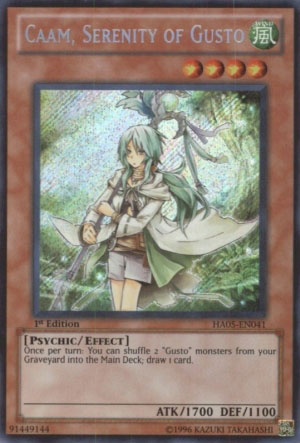 CAAM, SERENITY OF GUSTO
風
1st Edition
HA05-EN041
[PSYCHIC/EFFECT]
Once per turn: You can shuffle 2 "Gusto" monsters from your
Graveyard into the Main Deck; draw 1 card.
ATK/1700 DEF/1100
91449144
©1996 KAZUKI TAKAHASHI